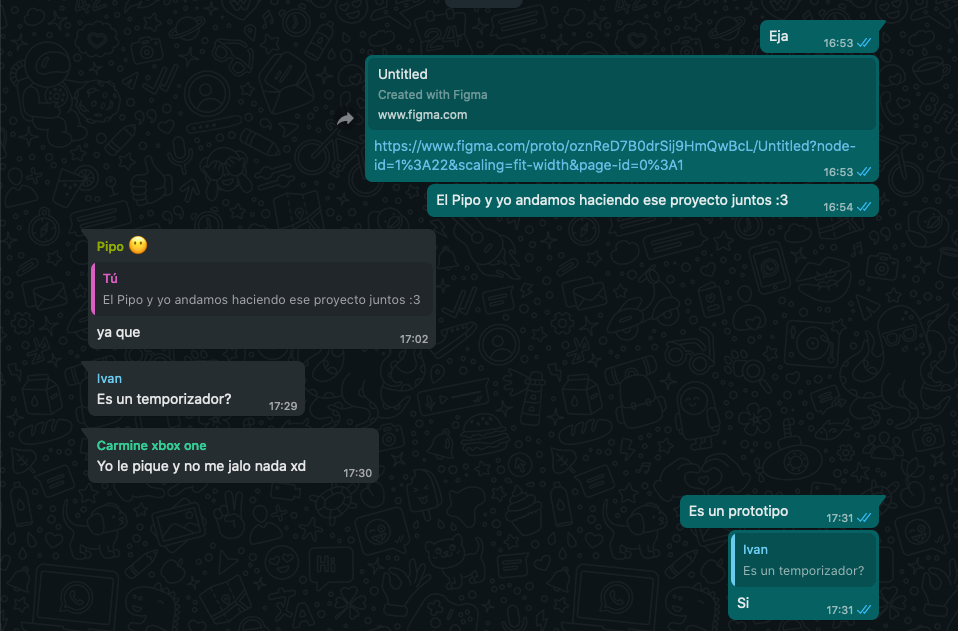 Eja
16:53
Untitled
Created with Figma
www.figma.com
https://www.figma.com/proto/oznReD7B0drSij9HmQwBcL/Untitled?node-
id=1%3A22&scaling=fit-width&page-id=0%3A1
16:53
El Pipo y yo andamos haciendo ese proyecto juntos :3
16:54
Pipo 😶
Tú
El Pipo y yo andamos haciendo ese proyecto juntos :3
ya que
17:02
Ivan
Es un temporizador?
17:29
Carmine xbox one
Yo le pique y no me jalo nada xd
17:30
Es un prototipo
17:31
Ivan
Es un temporizador?
Si
17:31